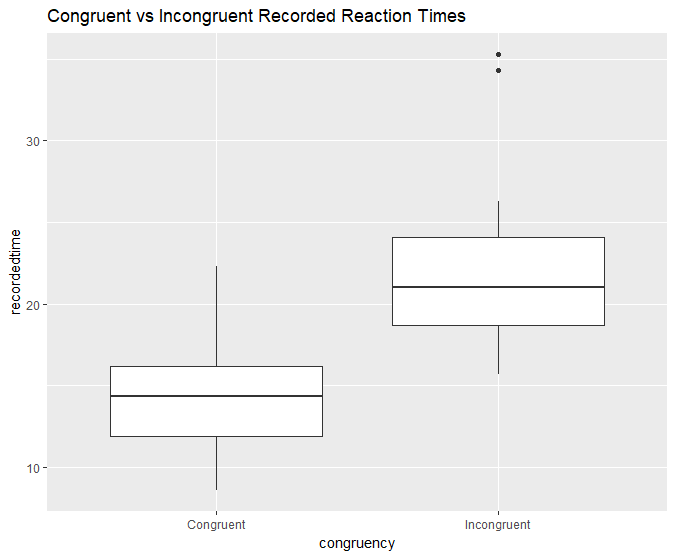 Congruent vs Incongruent Recorded Reaction Times
recordedtime
30
20
10
Congruent Incongruent
congruency